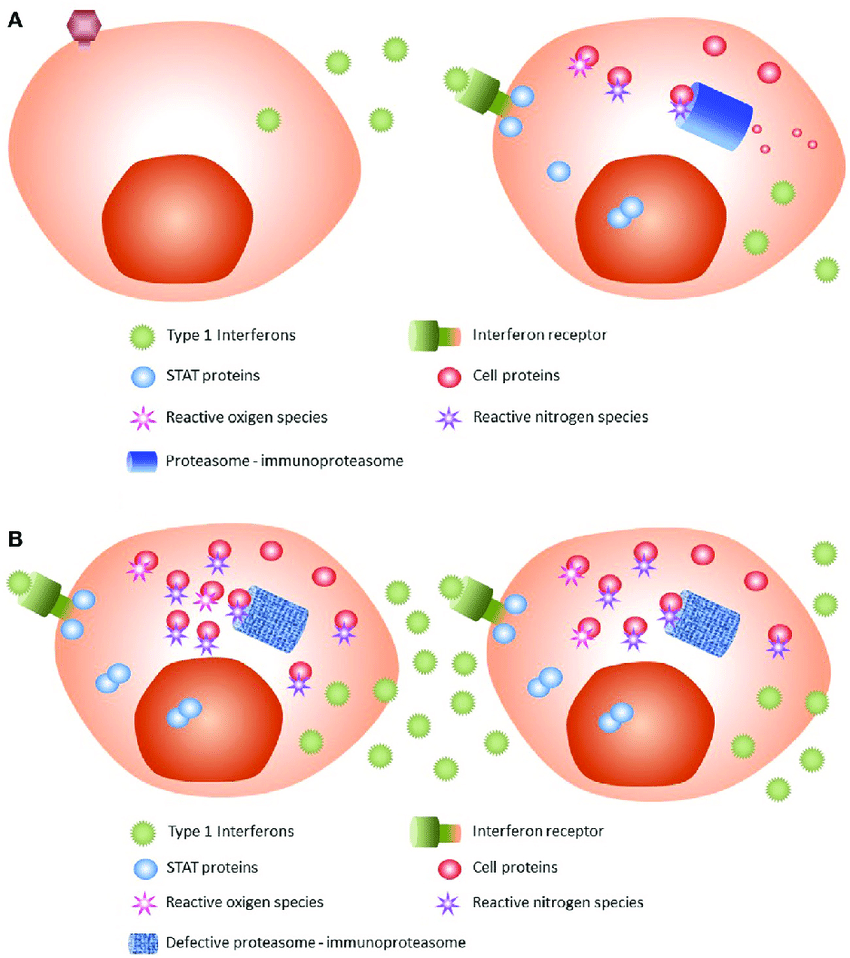 A
Type 1 Interferons
Interferon receptor
STAT proteins
Cell proteins
Reactive oxigen species
Reactive nitrogen species
Proteasome - immunoproteasome
B
Type 1 Interferons
Interferon receptor
STAT proteins
Cell proteins
Reactive oxigen species
Reactive nitrogen species
Defective proteasome - immunoproteasome